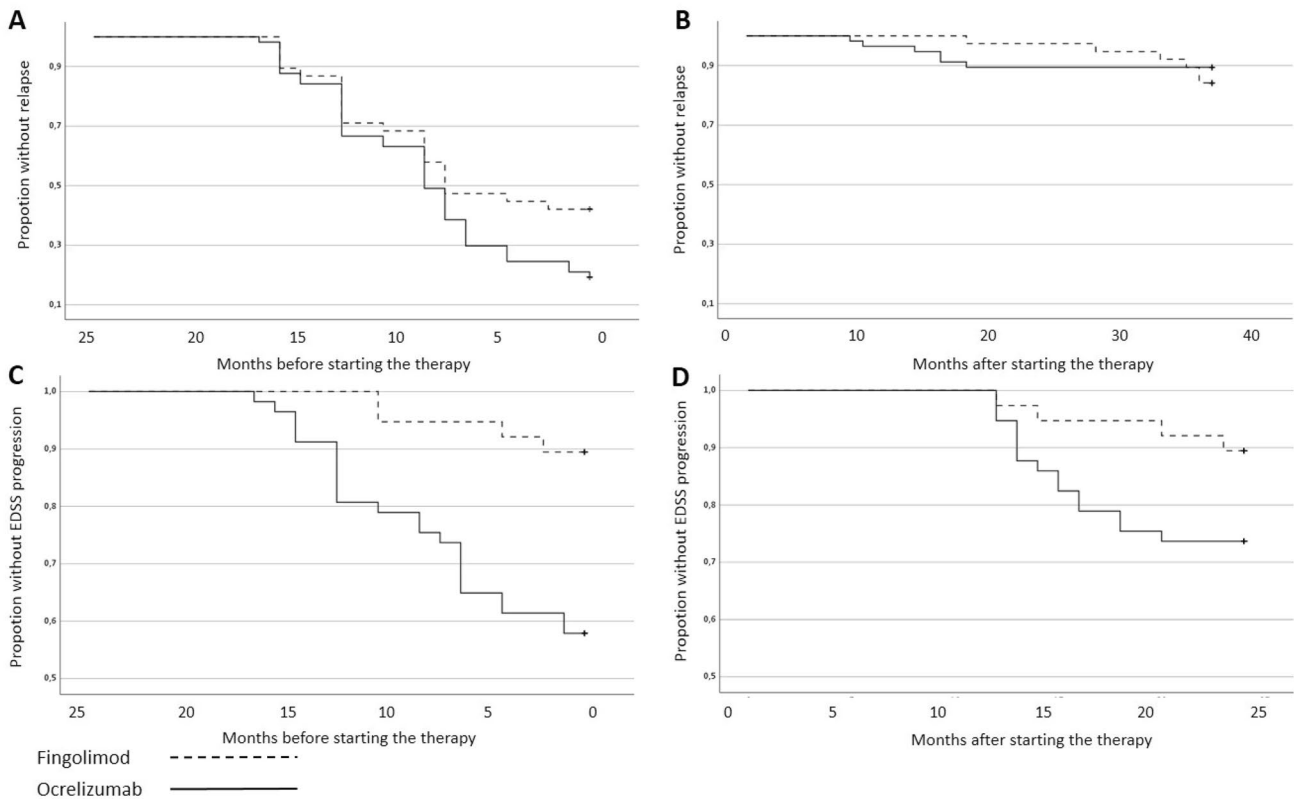 A
Propotion without relapse
0,9
0,7
0,5
0,3
0,1
25 20 15 10 5 0
Months before starting the therapy
B
Propotion without relapse
0,9
0,7
0,5
0,3
0,1
0 10 20 30 40
Months after starting the therapy
C
Propotion without EDSS progression
1,0
0,9
0,8
0,7
0,6
0,5
25 20 15 10 5 0
Months before starting the therapy
D
Propotion without EDSS progression
1,0
0,9
0,8
0,7
0,6
0,5
0 5 10 15 20 25
Months after starting the therapy
Fingolimod
Ocrelizumab